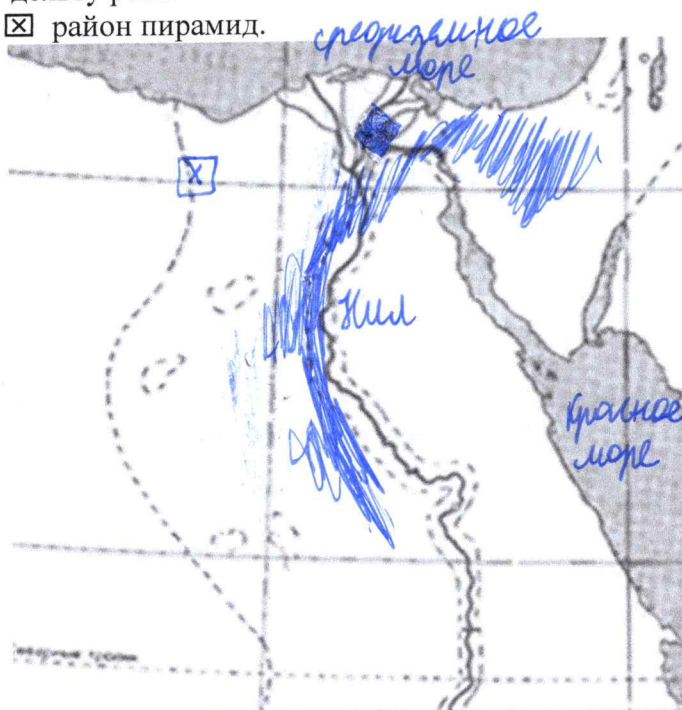 ☒ район пирамид.
средиземное
море
X
Нил
Красное
море